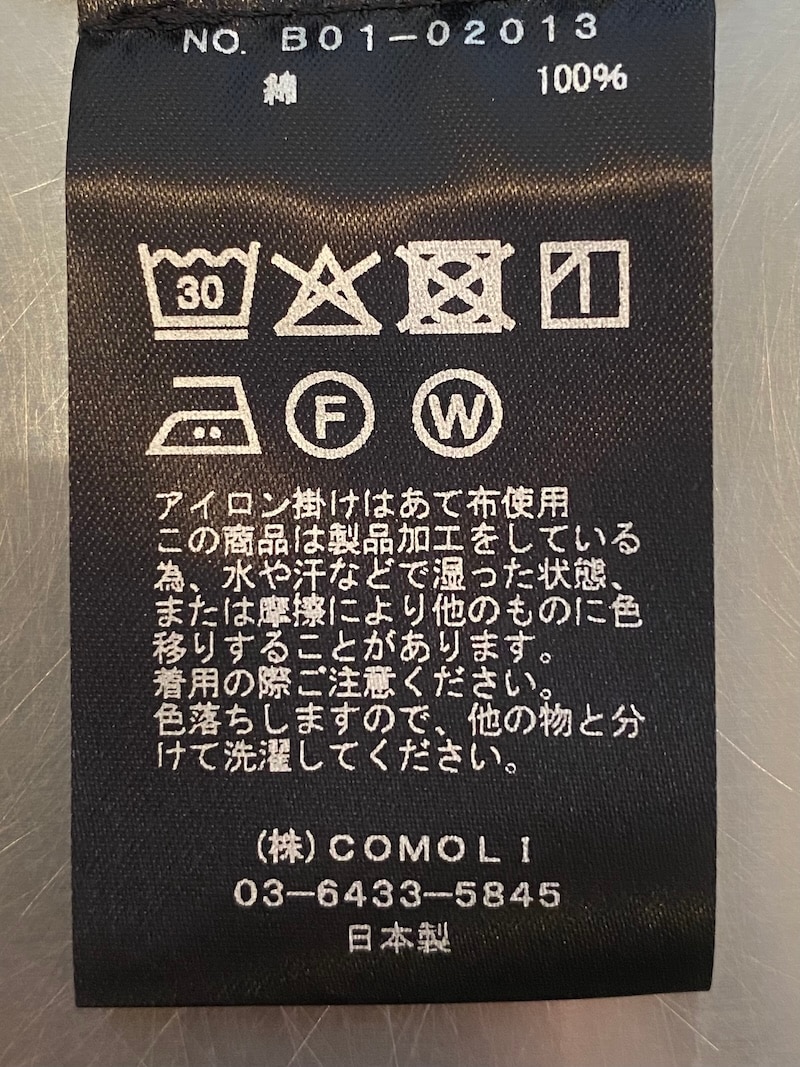 NO. B01-02013
綿 100%
30
F W
アイロン掛けはあて布使用
この商品は製品加工をしている
為、水や汗などで湿った状態、
または摩擦により他のものに色
移りすることがあります。
着用の際ご注意ください。
色落ちしますので、他の物と分
けて洗濯してください。
(株)COMOLI
03-6433-5845
日本製